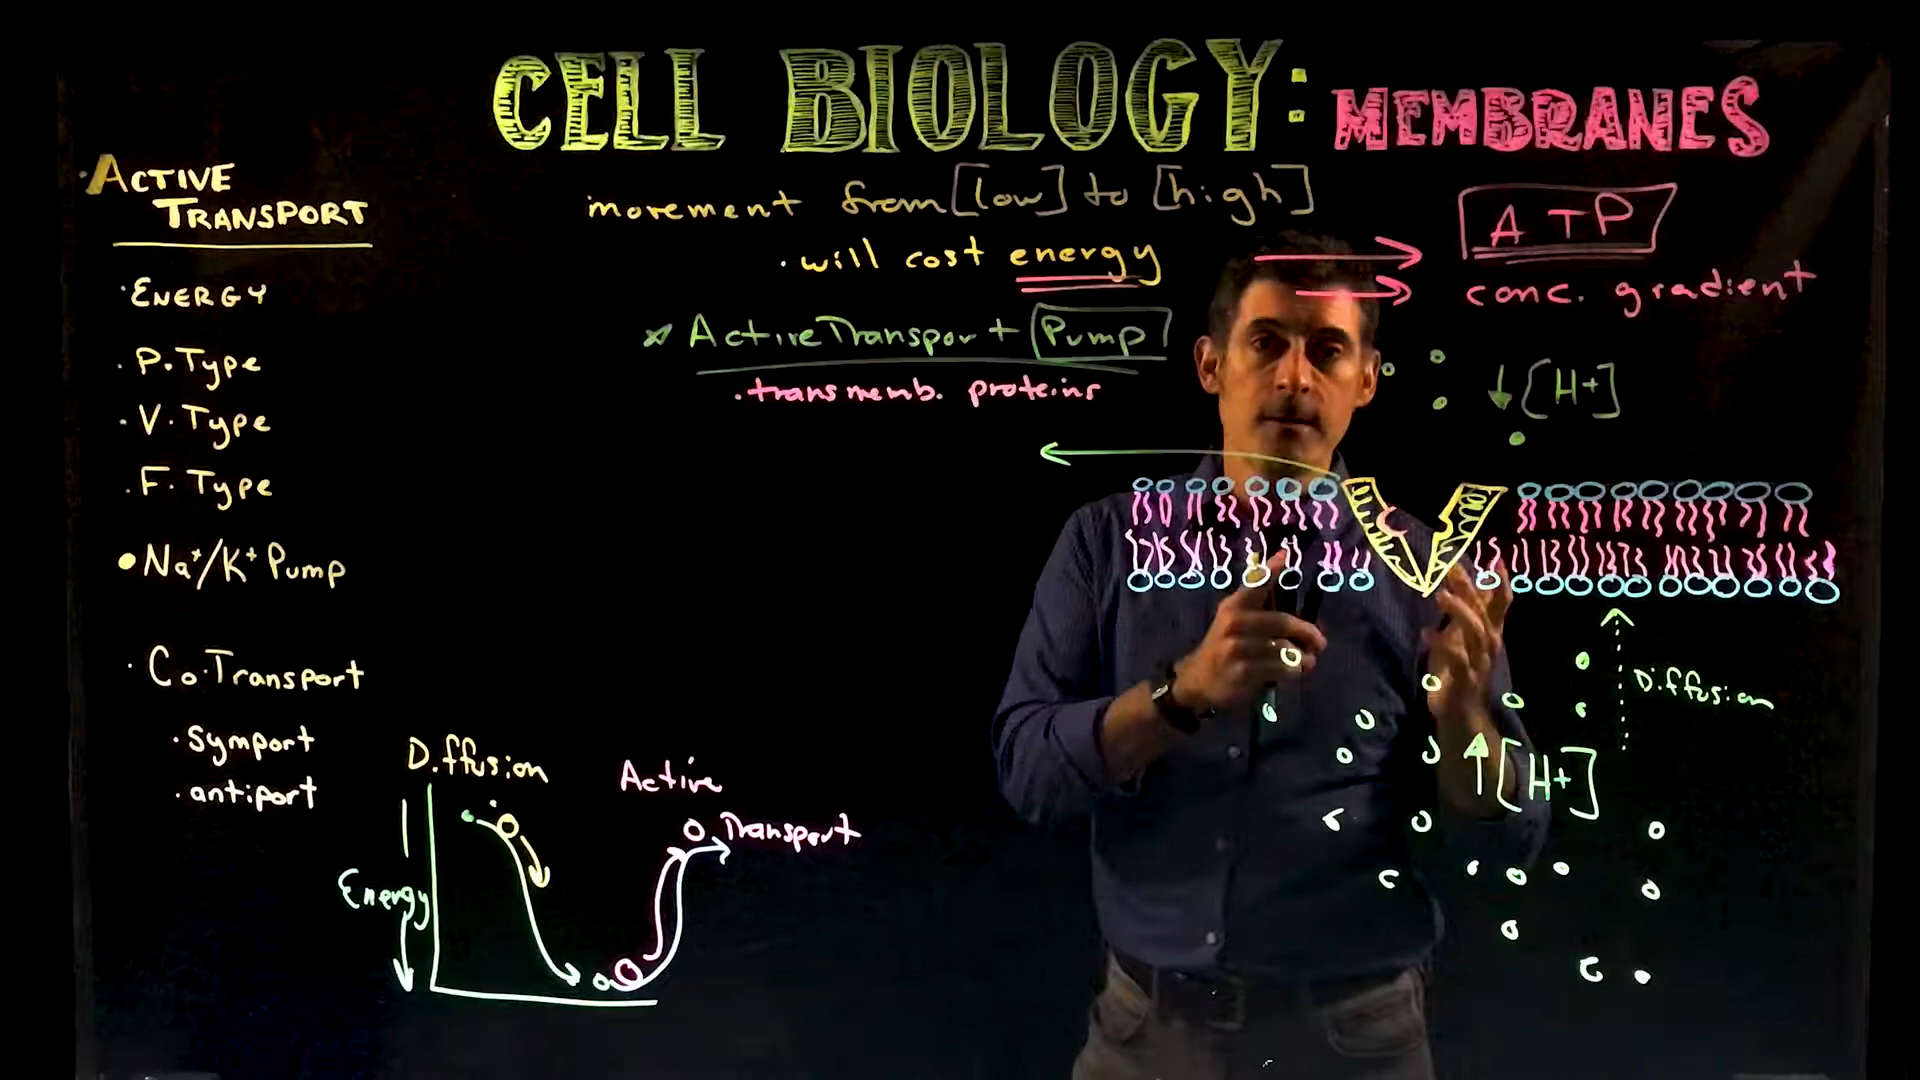 CELL BIOLOGY: MEMBRANES
ACTIVE
TRANSPORT
ENERGY
P. Type
V. Type
F. Type
Na+/K+ Pump
Co.Transport
symport
antiport
movement from [low] to [high]
will cost energy
ATP
conc. gradient
Active Transport Pump
transmemb. proteins
↓ [H+]
Diffusion
↑ [H+]
Diffusion
Active
Transport
Energy